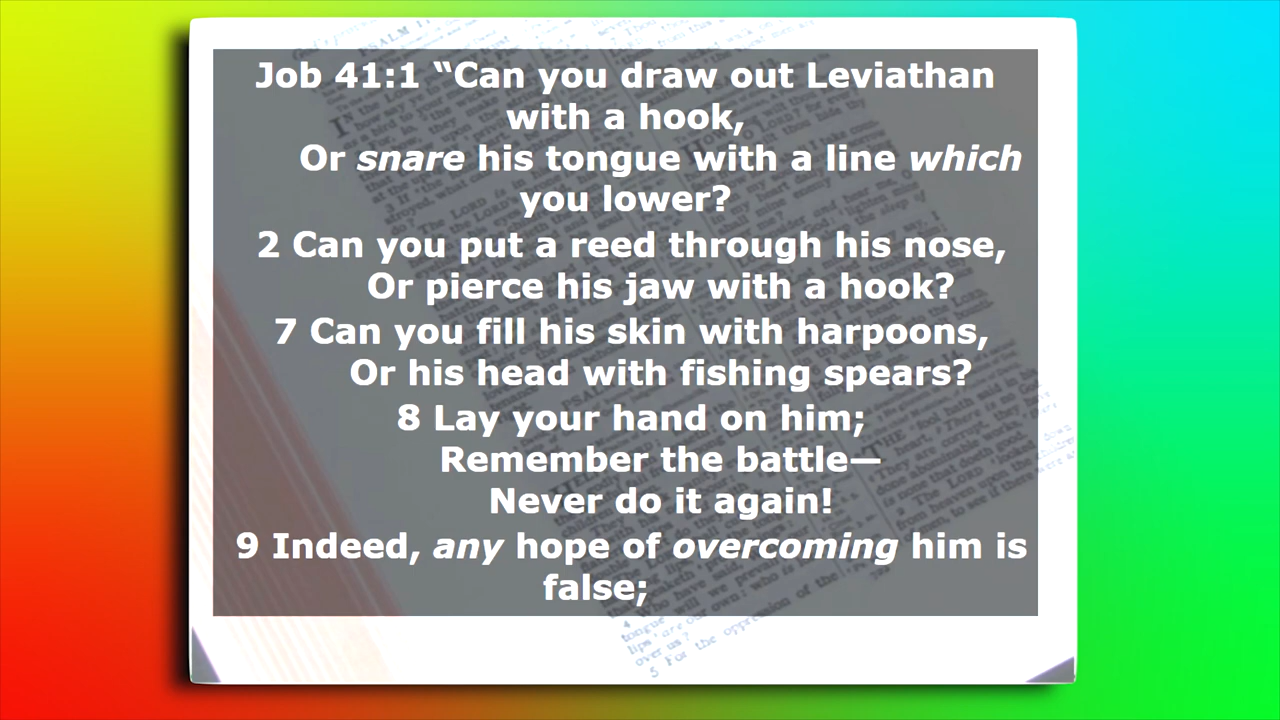 Job 41:1 “Can you draw out Leviathan
with a hook,
Or snare his tongue with a line which
you lower?
2 Can you put a reed through his nose,
Or pierce his jaw with a hook?
7 Can you fill his skin with harpoons,
Or his head with fishing spears?
8 Lay your hand on him;
Remember the battle—
Never do it again!
9 Indeed, any hope of overcoming him is
false;